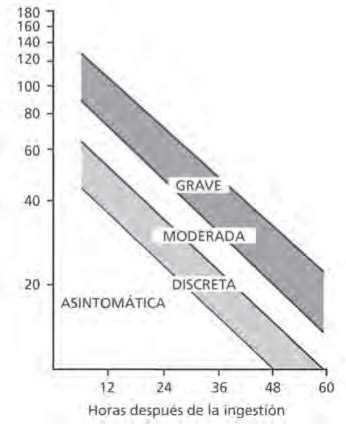 180
160
140
120
100
80
60
40
20
GRAVE
MODERADA
DISCRETA
ASINTOMÁTICA
12 24 36 48 60
Horas después de la ingestión